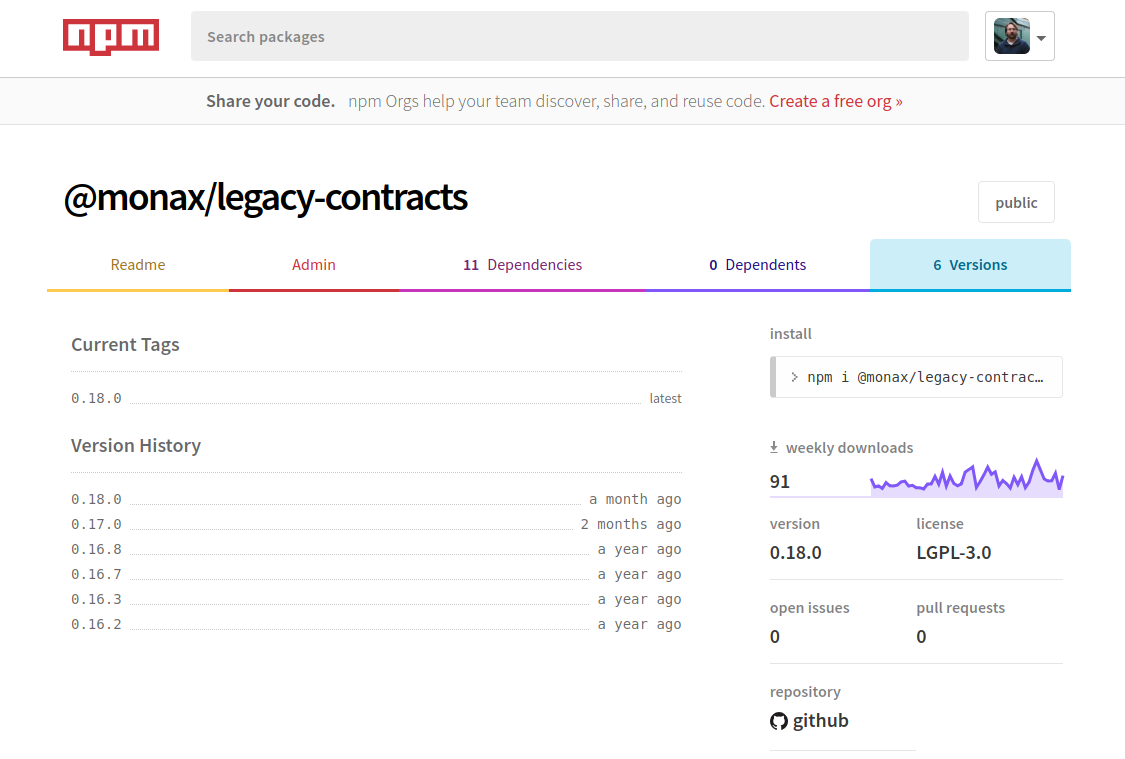 npm
Search packages
Share your code. npm Orgs help your team discover, share, and reuse code. Create a free org »
@monax/legacy-contracts
public
Readme
Admin
11 Dependencies
0 Dependents
6 Versions
Current Tags
0.18.0 latest
Version History
0.18.0 a month ago
0.17.0 2 months ago
0.16.8 a year ago
0.16.7 a year ago
0.16.3 a year ago
0.16.2 a year ago
install
npm i @monax/legacy-contrac…
weekly downloads
91
version license
0.18.0 LGPL-3.0
open issues pull requests
0 0
repository
github